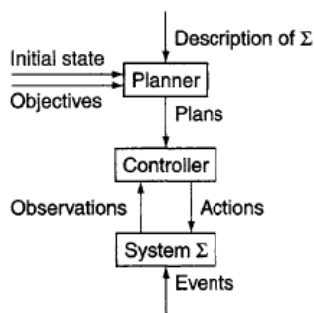 Description of Σ
Initial state
Planner
Objectives
Plans
Controller
Observations
Actions
System Σ
Events